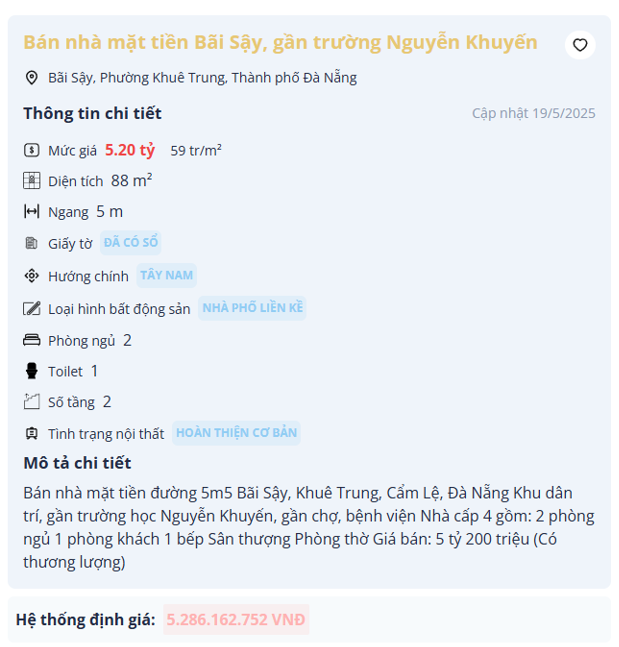 Bán nhà mặt tiền Bãi Sậy, gần trường Nguyễn Khuyến
Bãi Sậy, Phường Khuê Trung, Thành phố Đà Nẵng
Thông tin chi tiết
Cập nhật 19/5/2025
Mức giá 5.20 tỷ 59 tr/m²
Diện tích 88 m²
Ngang 5 m
Giấy tờ ĐÃ CÓ SỔ
Hướng chính TÂY NAM
Loại hình bất động sản NHÀ PHỐ LIỀN KỀ
Phòng ngủ 2
Toilet 1
Số tầng 2
Tình trạng nội thất HOÀN THIỆN CƠ BẢN
Mô tả chi tiết
Bán nhà mặt tiền đường 5m5 Bãi Sậy, Khuê Trung, Cẩm Lệ, Đà Nẵng Khu dân
trí, gần trường học Nguyễn Khuyến, gần chợ, bệnh viện Nhà cấp 4 gồm: 2 phòng
ngủ 1 phòng khách 1 bếp Sân thượng Phòng thờ Giá bán: 5 tỷ 200 triệu (Có
thương lượng)
Hệ thống định giá: 5.286.162.752 VNĐ